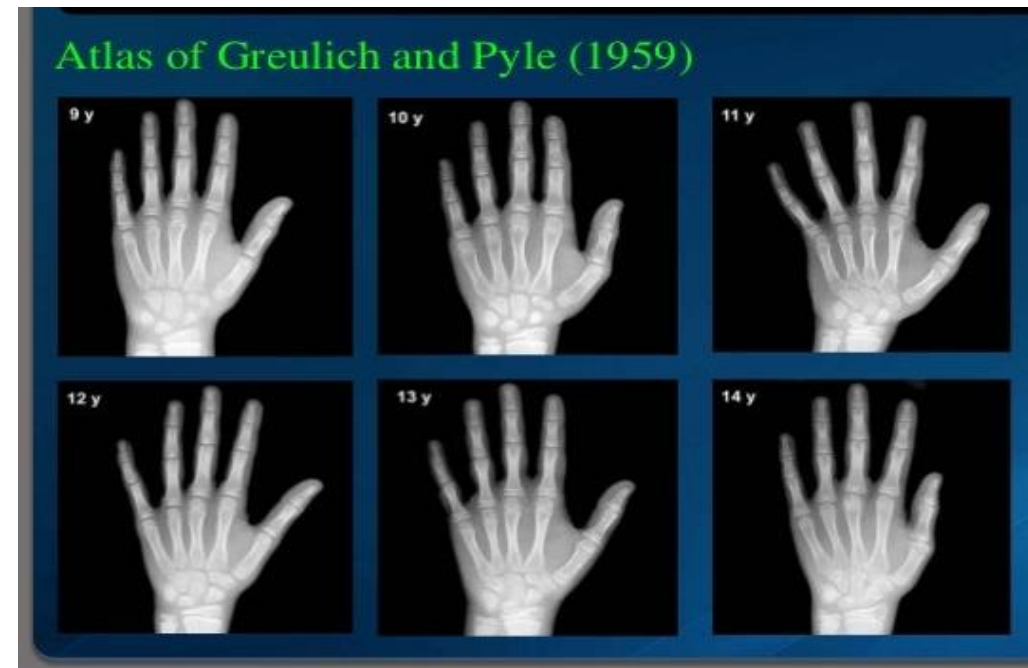 Atlas of Greulich and Pyle (1959)
9 y
10 y
11 y
12 y
13 y
14 y